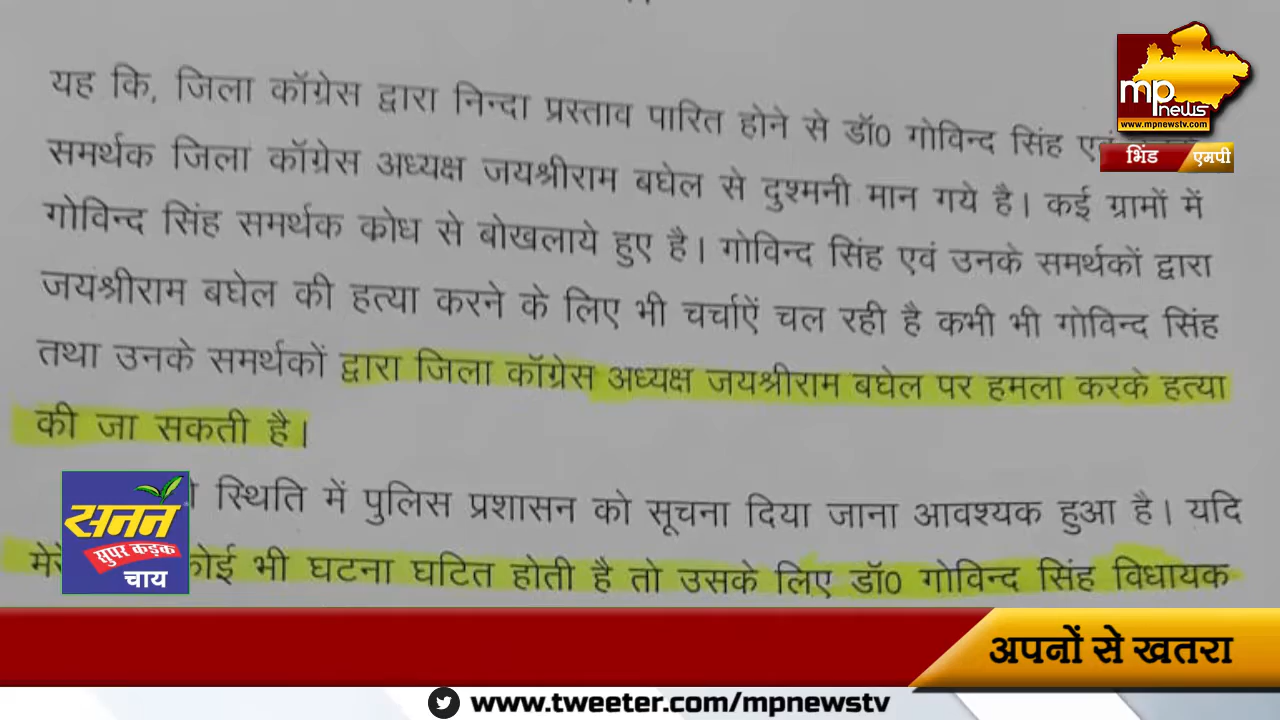 यह कि, जिला कॉग्रेस द्वारा निन्दा प्रस्ताव पारित होने से डॉ0 गोविन्द सिंह एवं
समर्थक जिला कॉग्रेस अध्यक्ष जयश्रीराम बघेल से दुश्मनी मान गये है। कई ग्रामों में
गोविन्द सिंह समर्थक कोध से बोखलाये हुए है। गोविन्द सिंह एवं उनके समर्थकों द्वारा
जयश्रीराम बघेल की हत्या करने के लिए भी चर्चाऐं चल रही है कभी भी गोविन्द सिंह
तथा उनके समर्थकों द्वारा जिला कॉग्रेस अध्यक्ष जयश्रीराम बघेल पर हमला करके हत्या
की जा सकती है।
स्थिति में पुलिस प्रशासन को सूचना दिया जाना आवश्यक हुआ है। यदि
कोई भी घटना घटित होती है तो उसके लिए डॉ0 गोविन्द सिंह विधायक
mp
news
www.mpnewstv.com
भिंड एमपी
सनन
सुपर कड़क
चाय
अपनों से खतरा
www.tweeter.com/mpnewstv